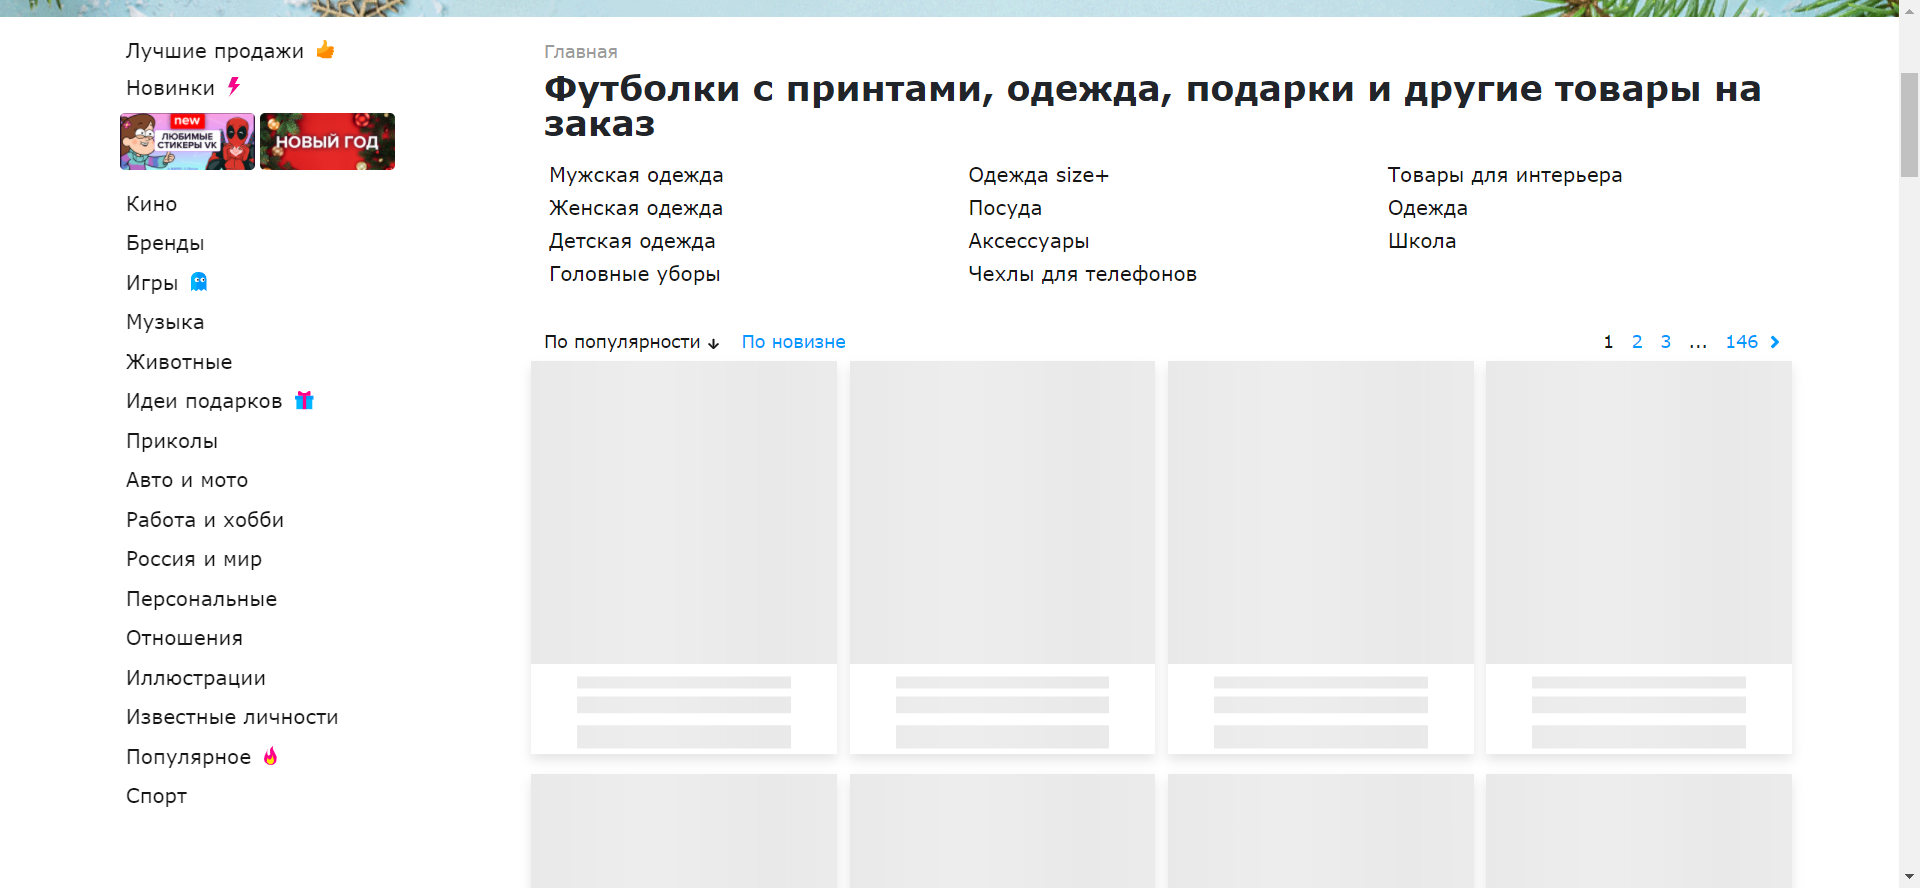 Лучшие продажи
Новинки
new
ЛЮБИМЫЕ
СТИКЕРЫ VK
НОВЫЙ ГОД
Кино
Бренды
Игры
Музыка
Животные
Идеи подарков
Приколы
Авто и мото
Работа и хобби
Россия и мир
Персональные
Отношения
Иллюстрации
Известные личности
Популярное
Спорт
Главная
Футболки с принтами, одежда, подарки и другие товары на
заказ
Мужская одежда
Женская одежда
Детская одежда
Головные уборы
Одежда size+
Посуда
Аксессуары
Чехлы для телефонов
Товары для интерьера
Одежда
Школа
По популярности По новизне 1 2 3 ... 146